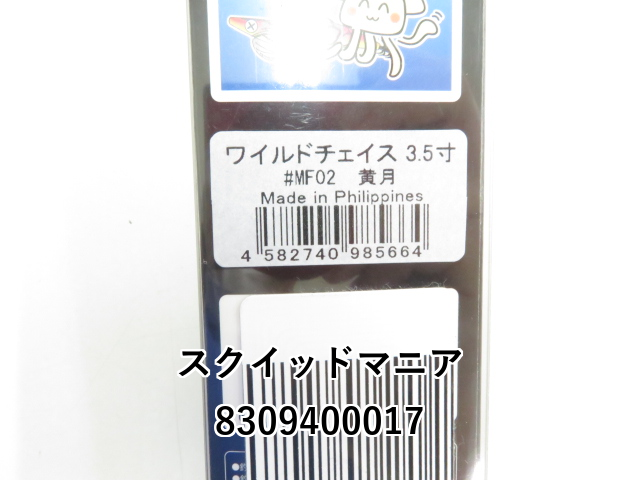 ワイルドチェイス 3.5寸
#MF02 黄月
Made in Philippines
4 582740 985664
スクイッドマニア
8309400017